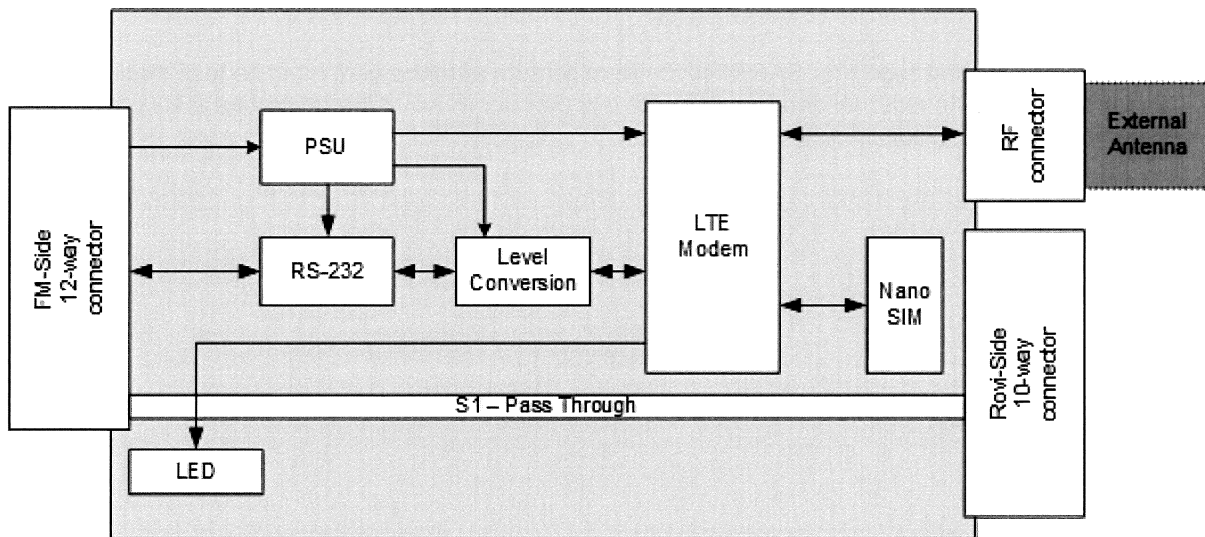 FM-Side
12-way
connector
PSU
RS-232
Level
Conversion
LTE
Modem
Nano
SIM
RF
connector
External
Antenna
Rovi-Side
10-way
connector
S1 – Pass Through
LED